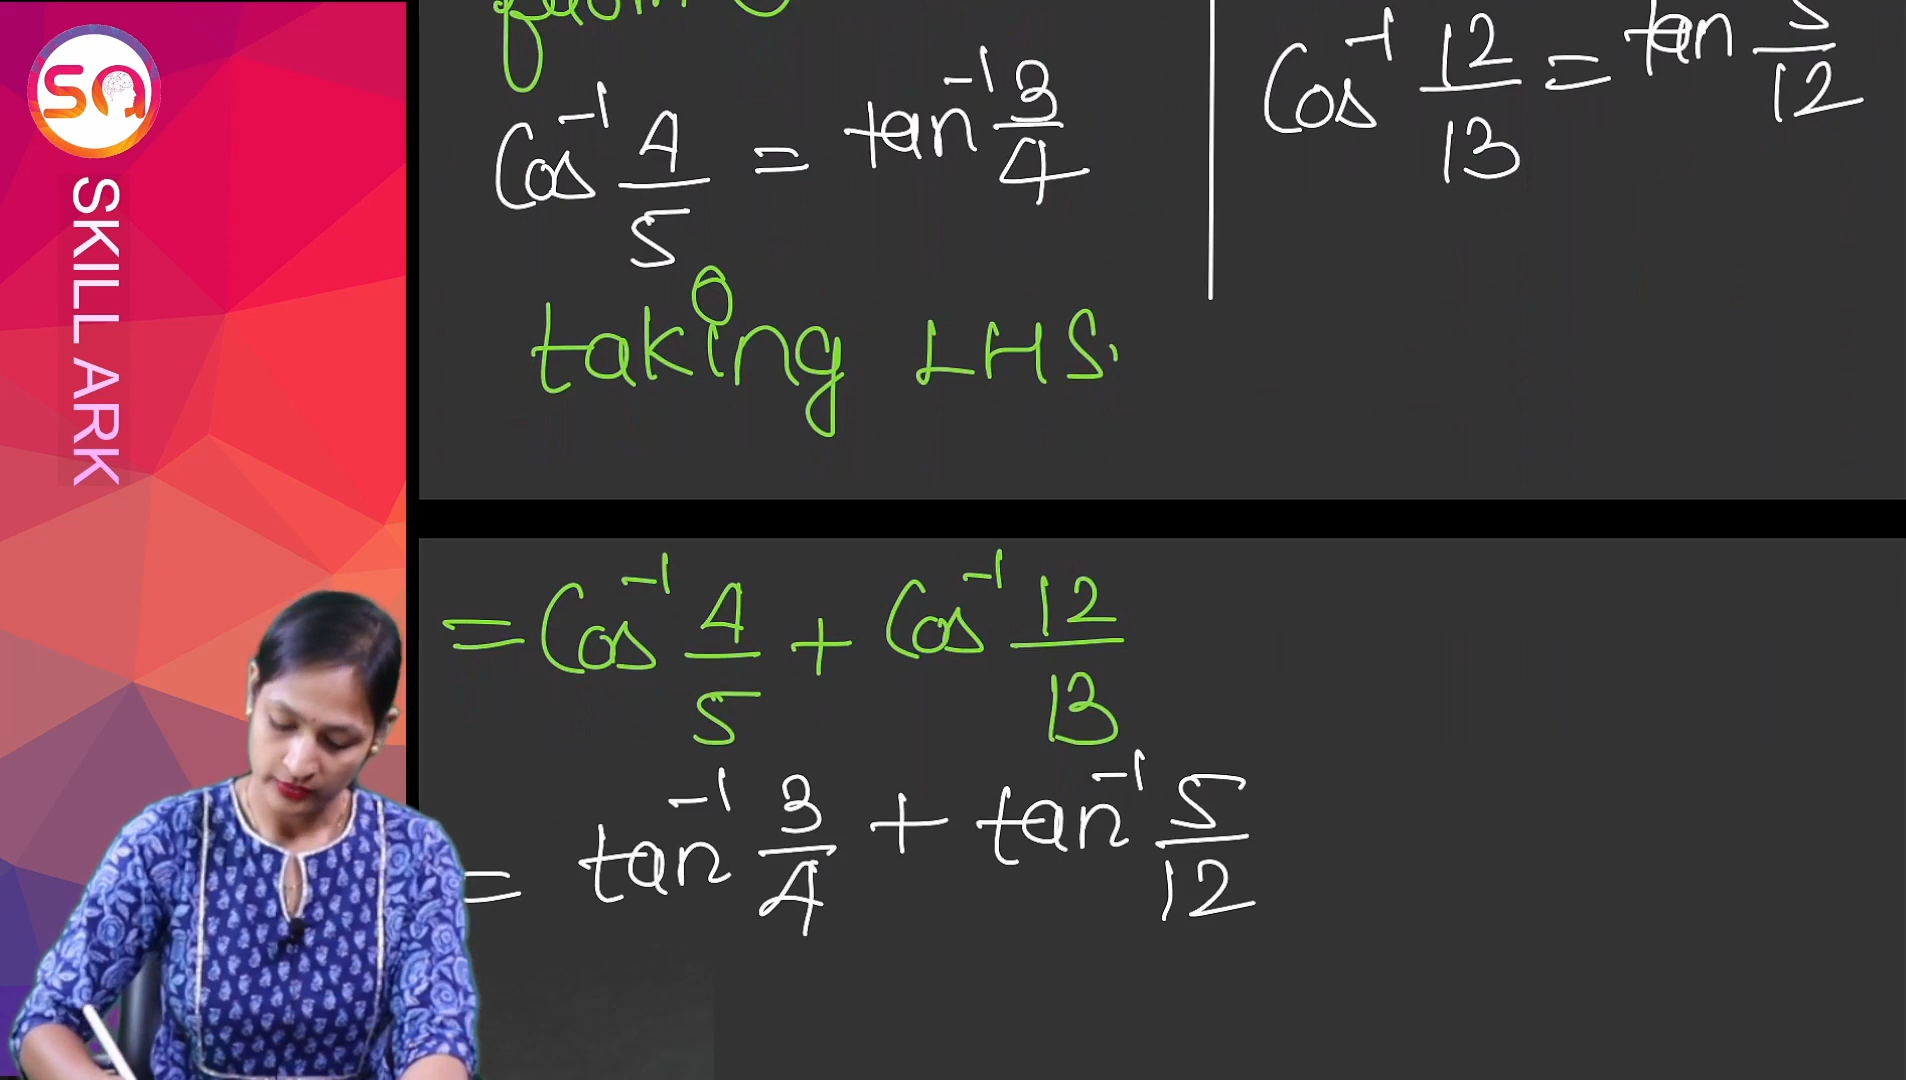 SQ
SKILL ARK
Cos⁻¹ 4/5 = tan⁻¹ 3/4
Cos⁻¹ 12/13 = tan 5/12
taking LHS.
= Cos⁻¹ 4/5 + Cos⁻¹ 12/13
= tan⁻¹ 3/4 + tan⁻¹ 5/12